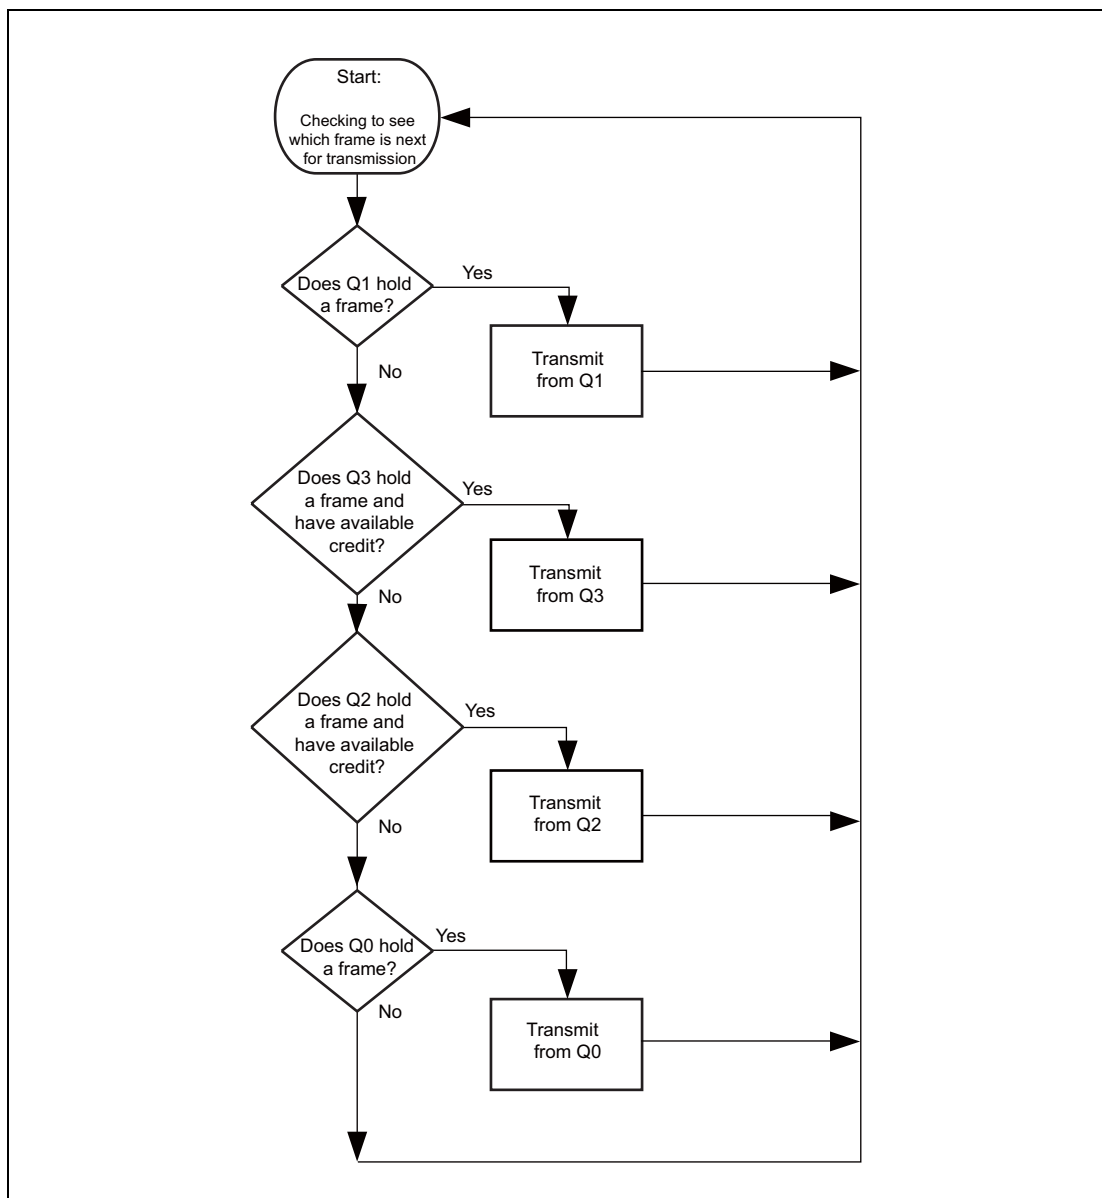 Start:
Checking to see
which frame is next
for transmission
Does Q1 hold
a frame?
Yes
Transmit
from Q1
No
Does Q3 hold
a frame and
have available
credit?
Yes
Transmit
from Q3
No
Does Q2 hold
a frame and
have available
credit?
Yes
Transmit
from Q2
No
Does Q0 hold
a frame?
Yes
Transmit
from Q0
No